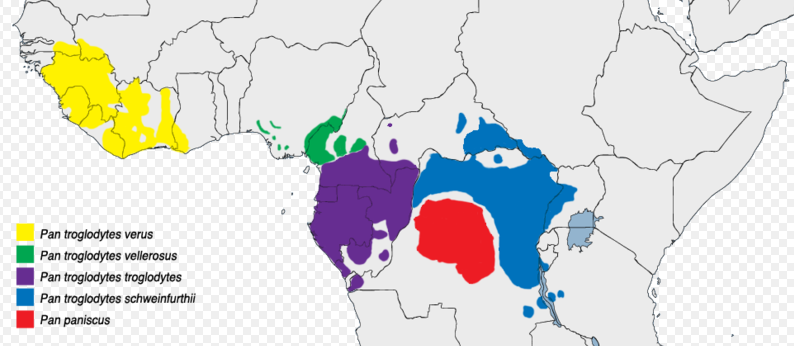 Pan troglodytes verus
Pan troglodytes vellerosus
Pan troglodytes troglodytes
Pan troglodytes schweinfurthii
Pan paniscus